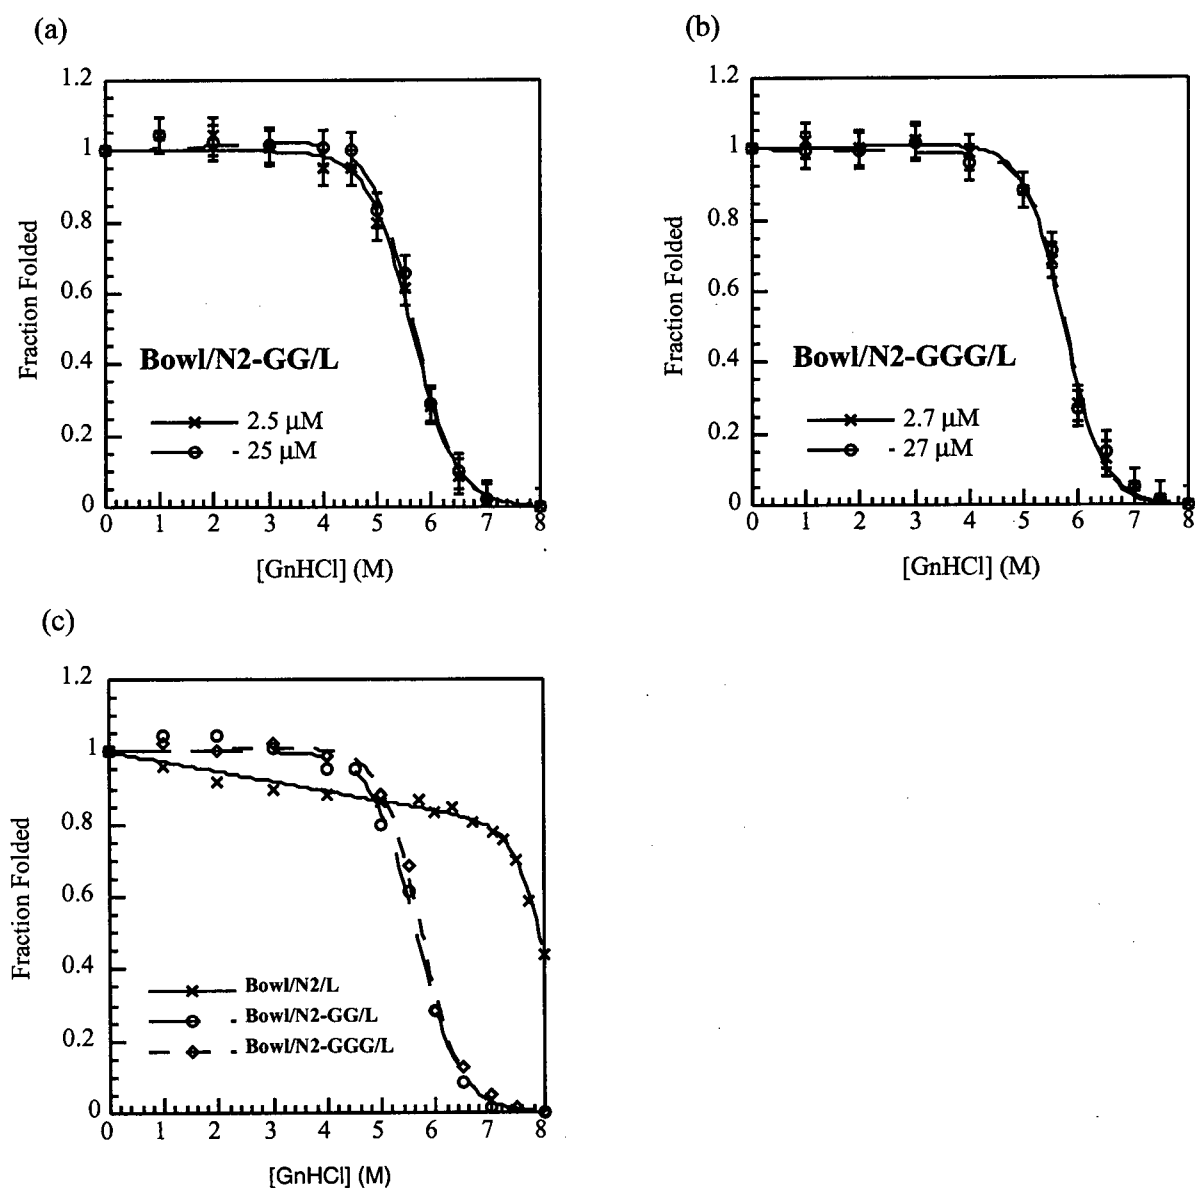 (a)
1.2
1
0.8
0.6
0.4
0.2
0
Fraction Folded
Bowl/N2-GG/L
2.5 µM
- 25 µM
0 1 2 3 4 5 6 7 8
[GnHCl] (M)
(b)
1.2
1
0.8
0.6
0.4
0.2
0
Fraction Folded
Bowl/N2-GGG/L
2.7 µM
- 27 µM
0 1 2 3 4 5 6 7 8
[GnHCl] (M)
(c)
1.2
1
0.8
0.6
0.4
0.2
0
Fraction Folded
Bowl/N2/L
- Bowl/N2-GG/L
- Bowl/N2-GGG/L
0 1 2 3 4 5 6 7 8
[GnHCl] (M)